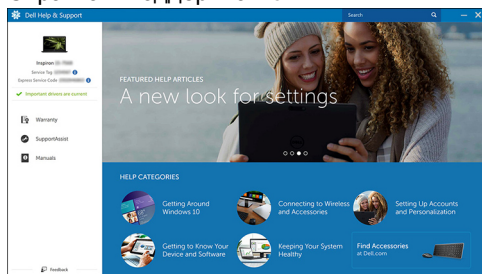 Dell Help & Support
Search
Inspiron
Service Tag
Express Service Code
Important drivers are current
Warranty
SupportAssist
Manuals
Feedback
FEATURED HELP ARTICLES
A new look for settings
HELP CATEGORIES
Getting Around
Windows 10
Connecting to Wireless
and Accessories
Setting Up Accounts
and Personalization
Getting to Know Your
Device and Software
Keeping Your System
Healthy
Find Accessories
at Dell.com